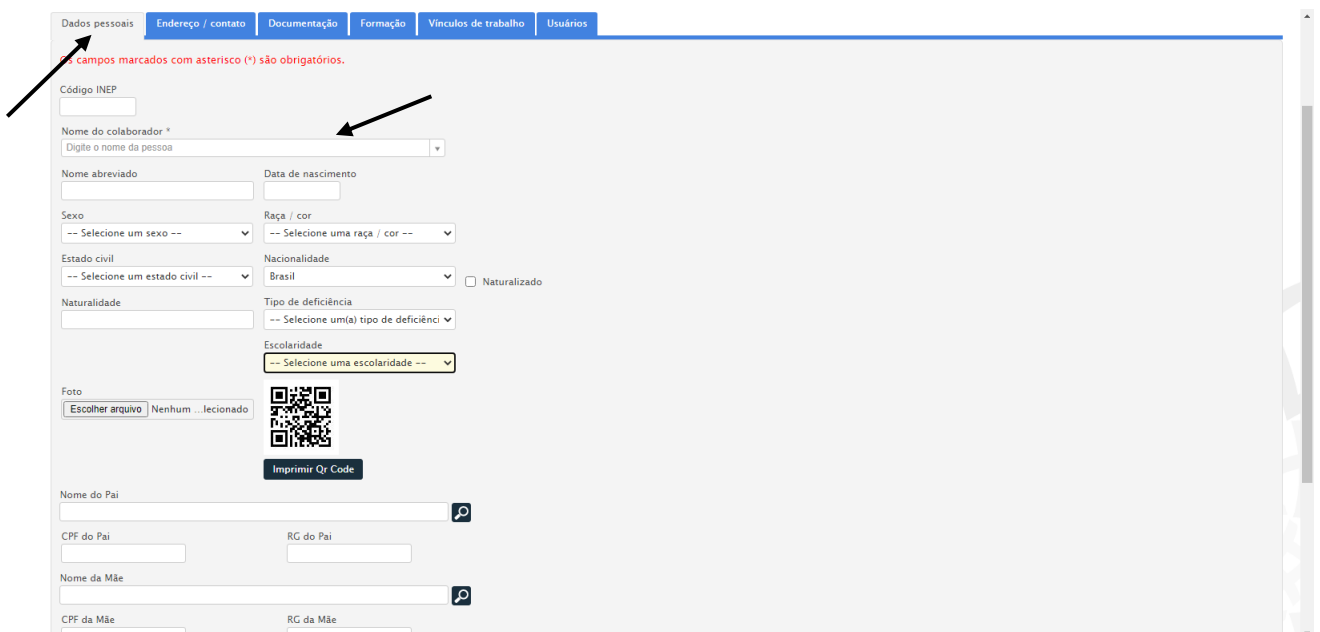 Dados pessoais Endereço / contato Documentação Formação Vínculos de trabalho Usuários
Os campos marcados com asterisco (*) são obrigatórios.
Código INEP
Nome do colaborador *
Digite o nome da pessoa
Nome abreviado Data de nascimento
Sexo Raça / cor
-- Selecione um sexo -- -- Selecione uma raça / cor --
Estado civil Nacionalidade
-- Selecione um estado civil -- Brasil Naturalizado
Naturalidade Tipo de deficiência
-- Selecione um(a) tipo de deficiênci
Escolaridade
-- Selecione uma escolaridade --
Foto
Escolher arquivo Nenhum ...lecionado
Imprimir Qr Code
Nome do Pai
CPF do Pai RG do Pai
Nome da Mãe
CPF da Mãe RG da Mãe